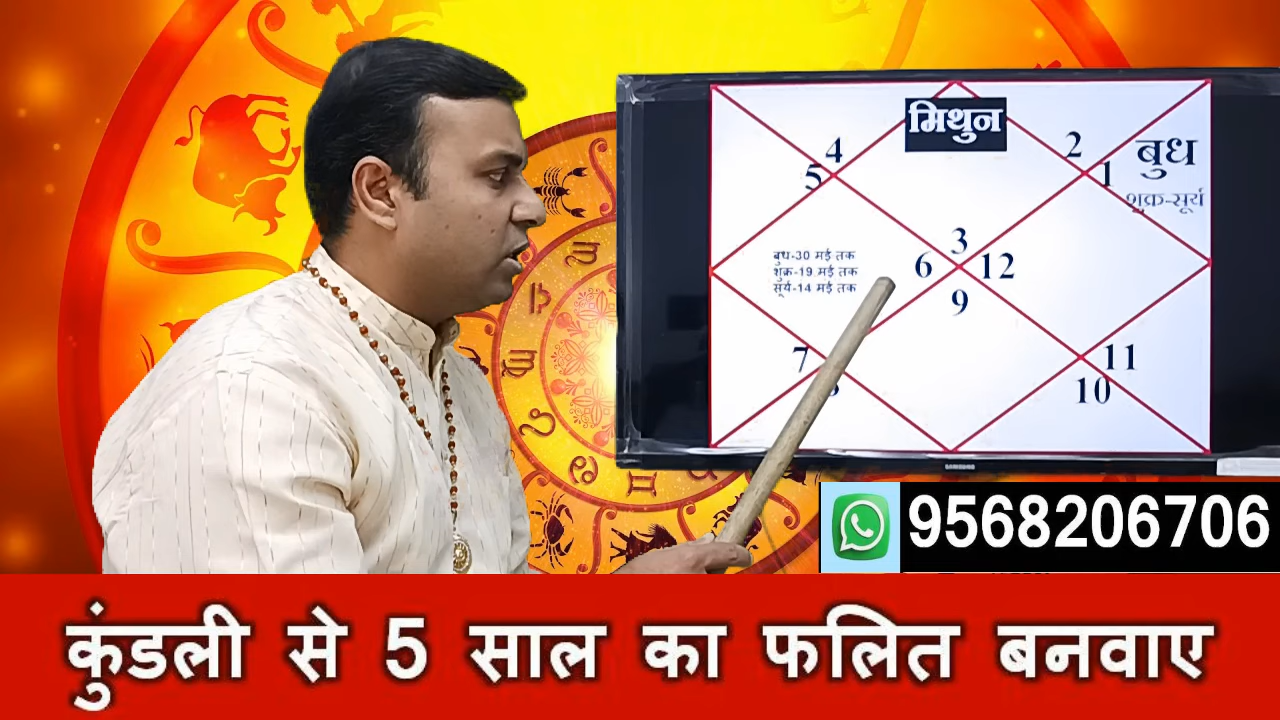 मिथुन
4
2
बुध
5
1
शुक्र-सूर्य
3
बुध-30 मई तक
शुक्र-19 मई तक
सूर्य-14 मई तक
6
12
9
7
11
10
SAMSUNG
9568206706
कुंडली से 5 साल का फलित बनवाए